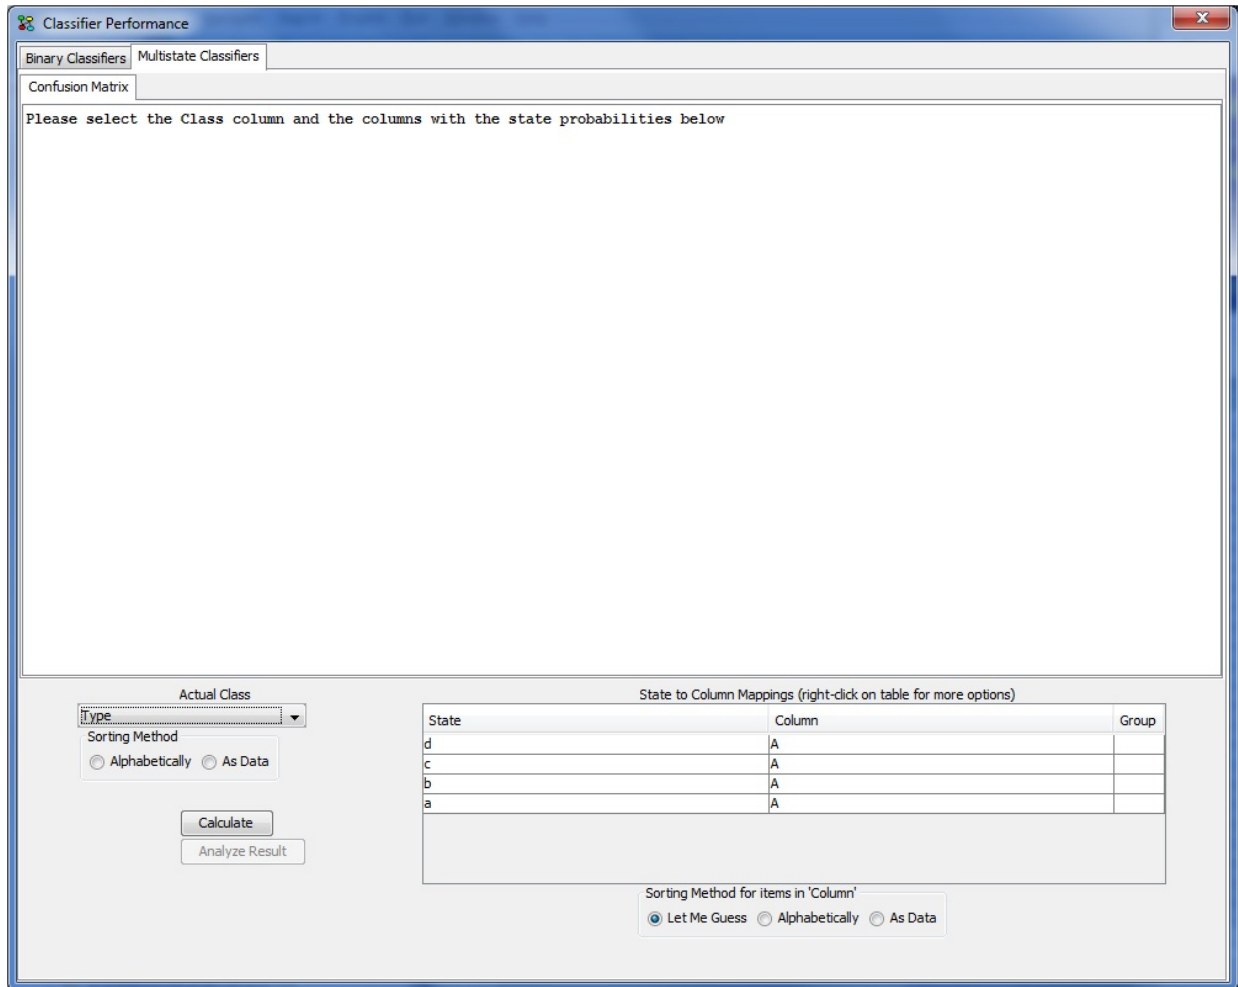 Classifier Performance
Binary Classifiers Multistate Classifiers
Confusion Matrix
Please select the Class column and the columns with the state probabilities below
Actual Class
Type
Sorting Method
Alphabetically As Data
Calculate
Analyze Result
State to Column Mappings (right-click on table for more options)
State Column Group
d A
c A
b A
a A
Sorting Method for items in 'Column'
Let Me Guess Alphabetically As Data